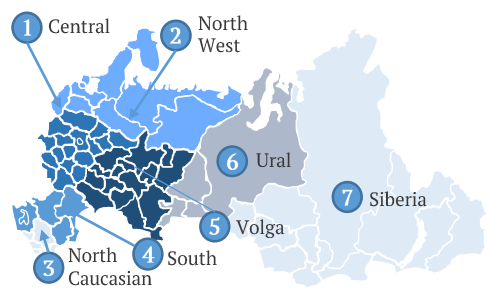 1 Central
2 North
West
6 Ural
7 Siberia
5 Volga
3 North
Caucasian
4 South